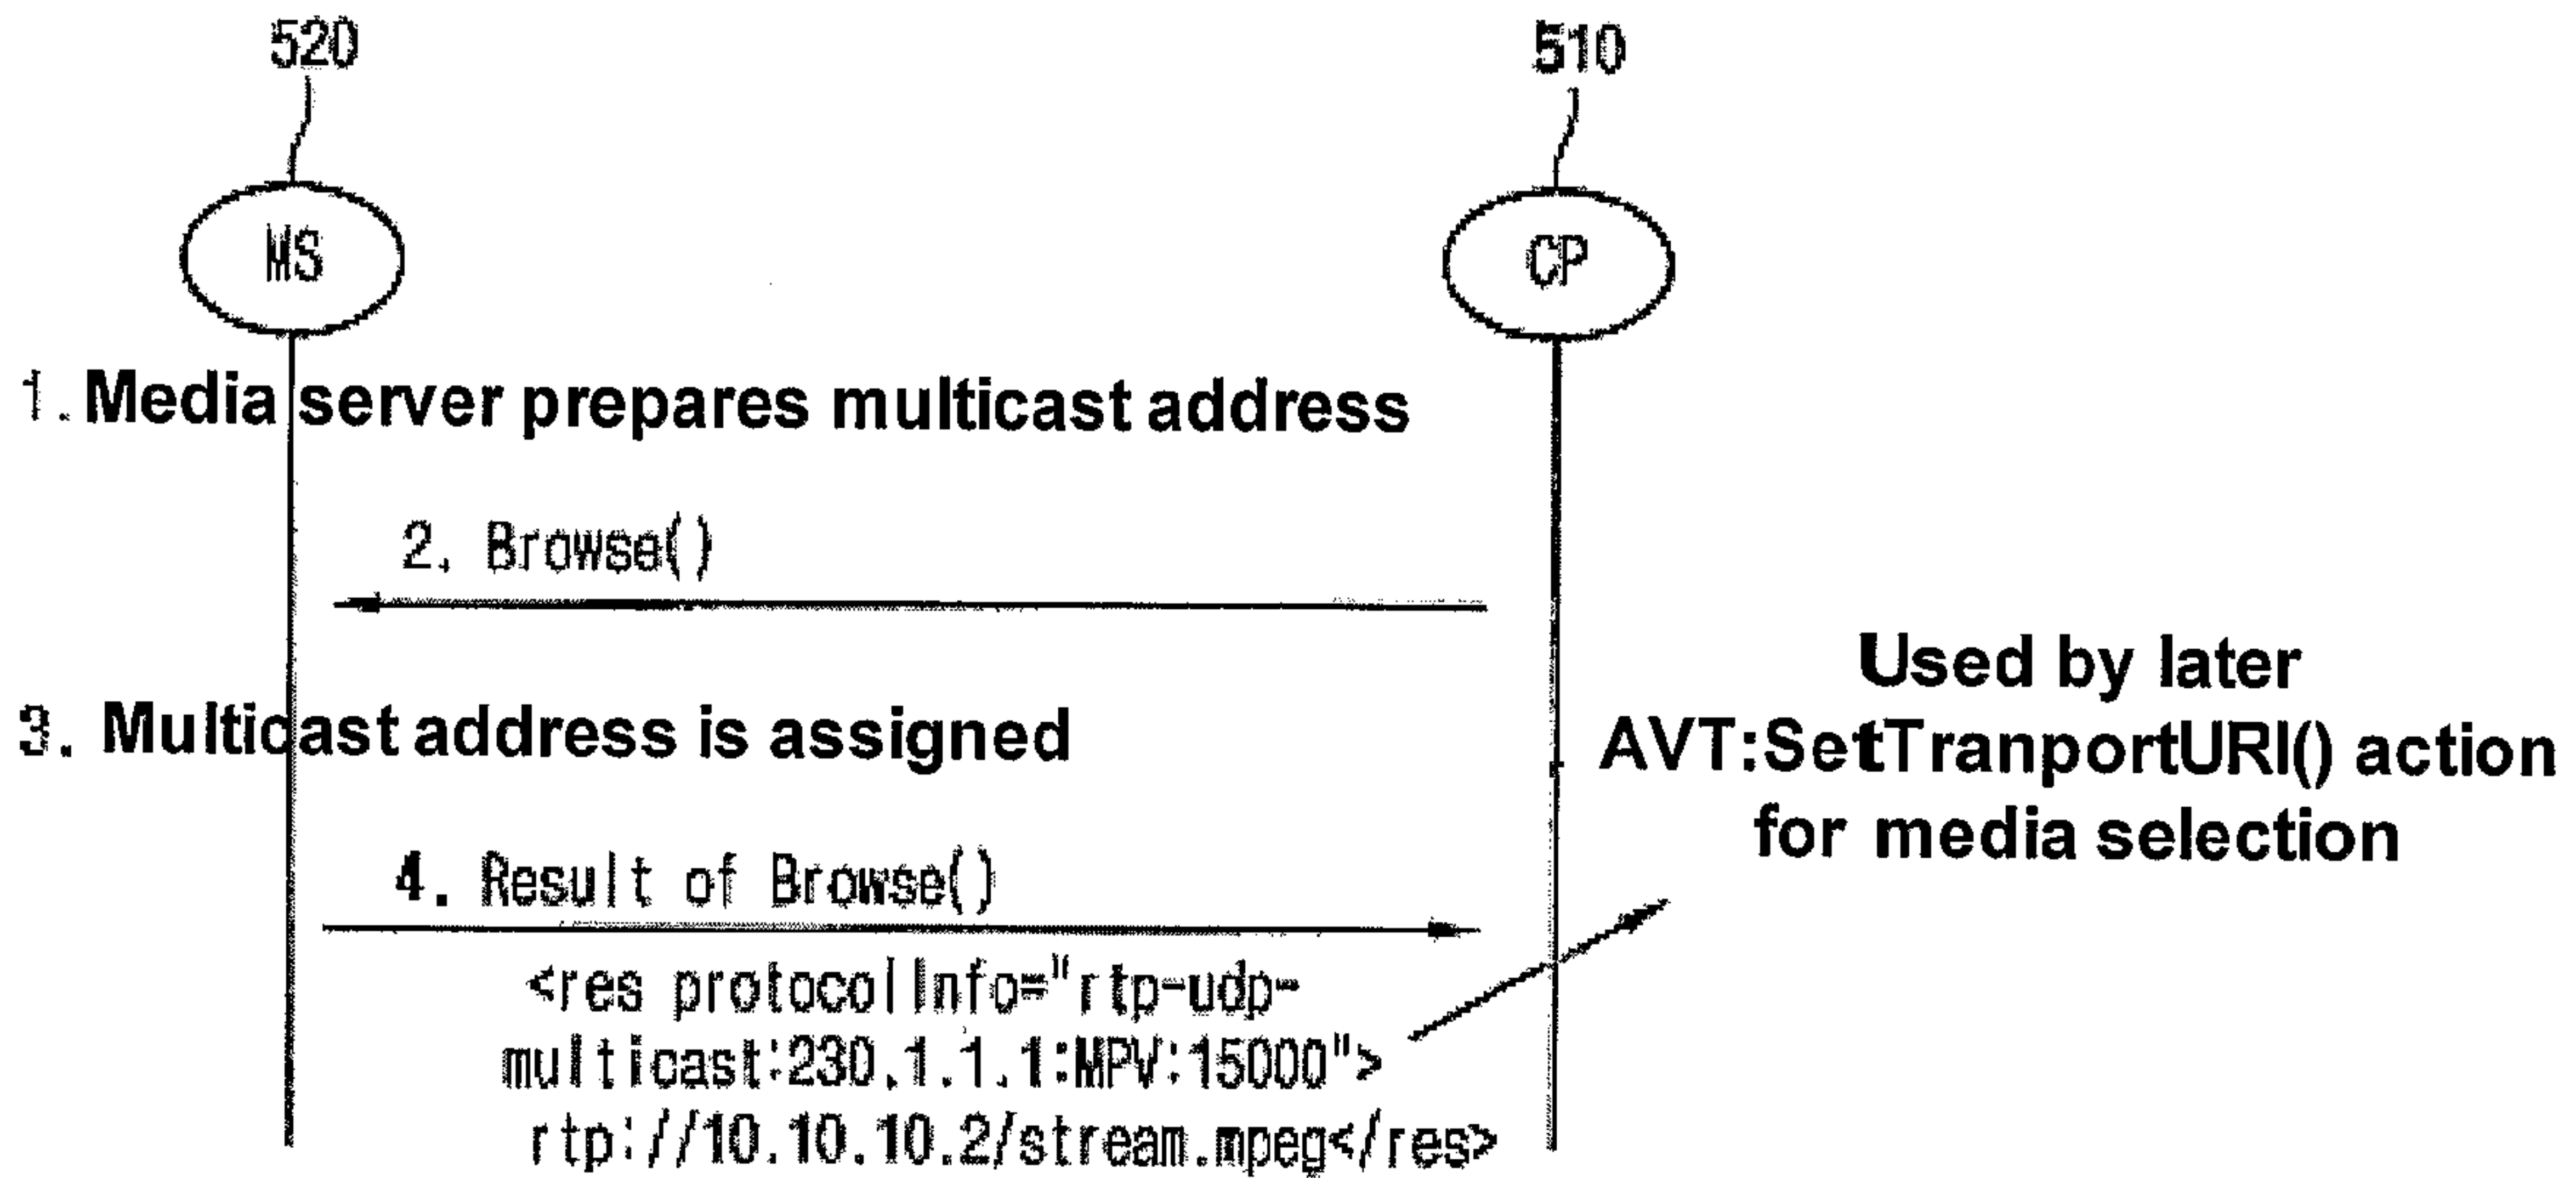 520
510
MS
CP
1. Media server prepares multicast address
2. Browse()
3. Multicast address is assigned
Used by later
AVT:SetTranportURI() action
for media selection
4. Result of Browse()
<res protocolInfo="rtp-udp-
multicast:230.1.1.1:MPV:15000">
rtp://10.10.10.2/stream.mpeg</res>